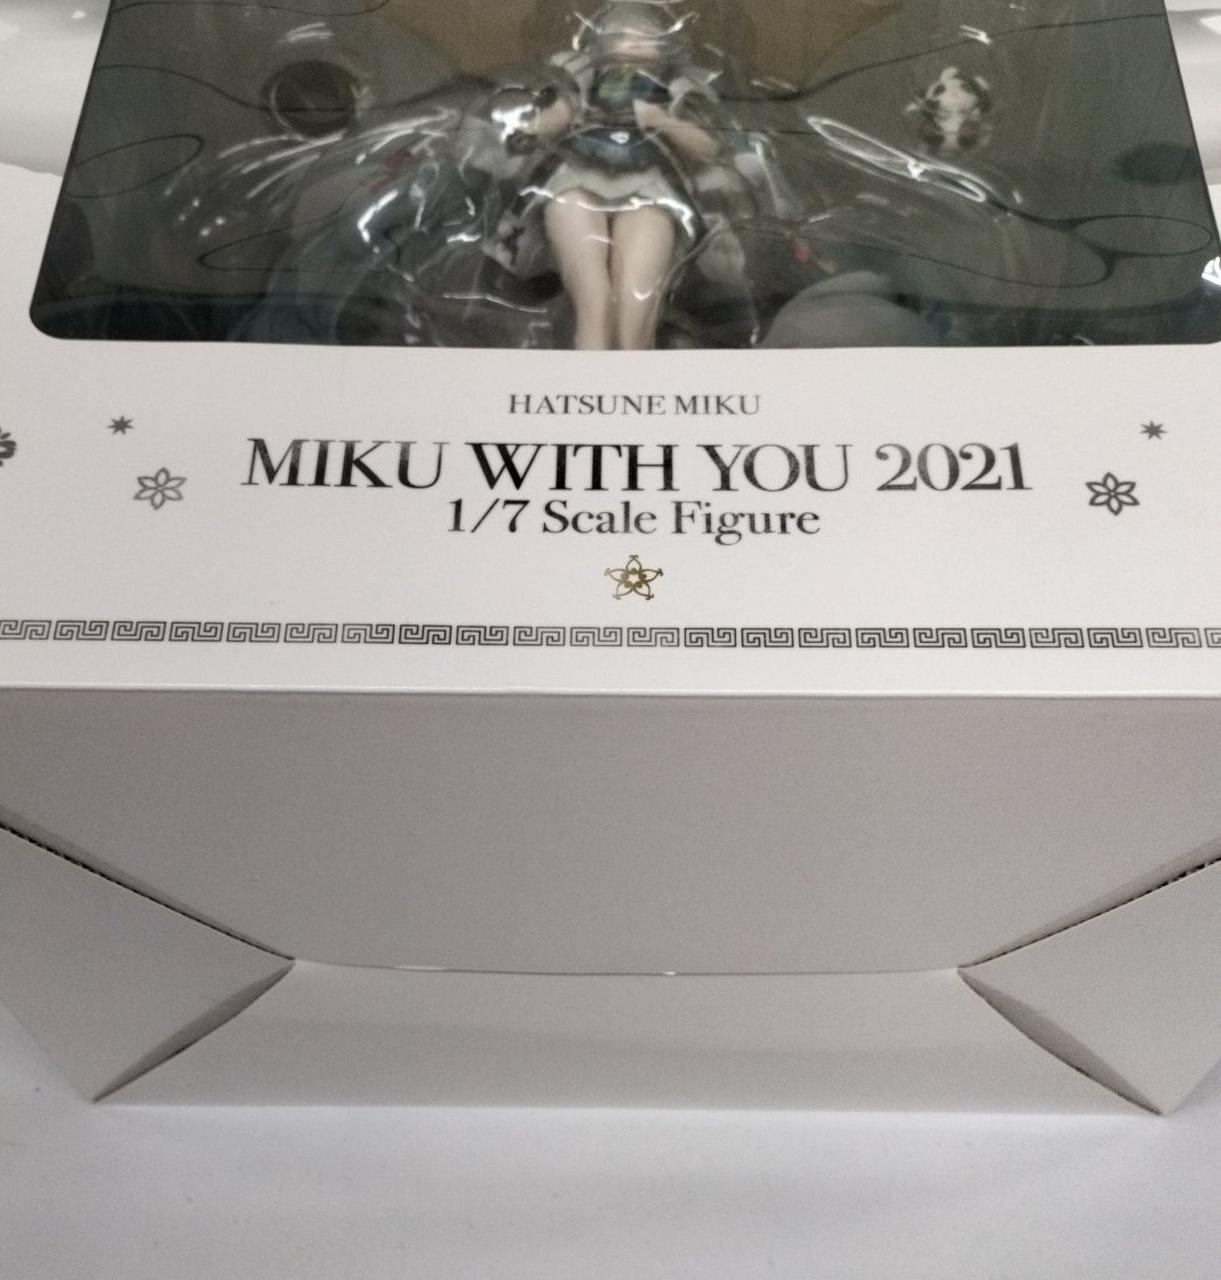 HATSUNE MIKU
MIKU WITH YOU 2021
1/7 Scale Figure